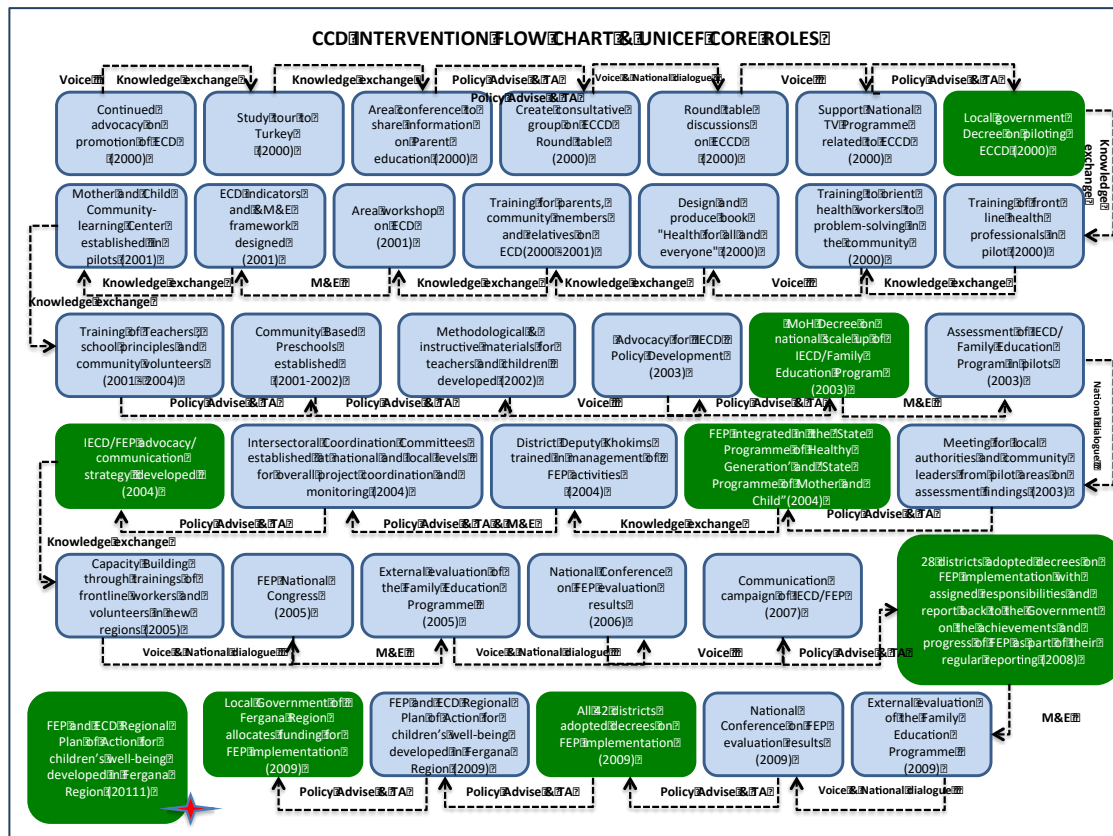 CCD INTERVENTION FLOW CHART & UNICEF CORE ROLES
Voice
Knowledge exchange
Knowledge exchange
Policy Advise & TA
Policy Advise & TA
Voice & National dialogue
Voice
Policy Advise & TA
Continued
advocacy on
promotion of ECD
(2000)
Study tour to
Turkey
(2000)
Area conference to
share information
on Parent
education (2000)
Create consultative
group on ECCD
Round table
(2000)
Round table
discussions
on ECCD
(2000)
Support National
TV Programme
related to ECCD
(2000)
Local government
Decree on piloting
ECCD (2000)
Knowledge
exchange
Mother and Child
Community-
learning Center
established in
pilots (2001)
ECD indicators
and &M&E
framework
designed
(2001)
Area workshop
on ECD
(2001)
Training for parents,
community members
and relatives on
ECD(2000-2001)
Design and
produce book
"Health for all and
everyone" (2000)
Training to orient
health workers to
problem-solving in
the community
(2000)
Training of front
line health
professionals in
pilot (2000)
Knowledge exchange
M&E
Knowledge exchange
Knowledge exchange
Voice
Knowledge exchange
Knowledge exchange
Training of Teachers,
school principles and
community volunteers
(2001-2004)
Community Based
Preschools
established
(2001-2002)
Methodological &
instructive materials for
teachers and children
developed (2002)
Advocacy for IECD
Policy Development
(2003)
MoH Decree on
national scale up of
IECD/Family
Education Program
(2003)
Assessment of IECD/
Family Education
Program in pilots
(2003)
Policy Advise & TA
Policy Advise & TA
Voice
Policy Advise & TA
M&E
National dialogue
IECD/FEP advocacy/
communication
strategy developed
(2004)
Intersectoral Coordination Committees
established at national and local levels
for overall project coordination and
monitoring (2004)
District Deputy Khokims
trained in management of
FEP activities
(2004)
FEP integrated in the State
Programme of Healthy
Generation’ and State
Programme of Mother and
Child” (2004)
Meeting for local
authorities and community
leaders from pilot areas on
assessment findings (2003)
Policy Advise & TA
Policy Advise & TA & M&E
Knowledge exchange
Policy Advise & TA
Knowledge exchange
Capacity Building
through trainings of
frontline workers and
volunteers in new
regions (2005)
FEP National
Congress
(2005)
External evaluation of
the Family Education
Programme
(2005)
National Conference
on FEP evaluation
results
(2006)
Communication
campaign of IECD/FEP
(2007)
28 districts adopted decrees on
FEP implementation with
assigned responsibilities and
report back to the Government
on the achievements and
progress of FEP as part of their
regular reporting (2008)
Voice & National dialogue
M&E
Voice & National dialogue
Voice
Policy Advise & TA
FEP and ECD Regional
Plan of Action for
children’s well-being
developed in Fergana
Region (20111)
Local Government of
Fergana Region
allocates funding for
FEP implementation
(2009)
FEP and ECD Regional
Plan of Action for
children’s well-being
developed in Fergana
Region (2009)
All 42 districts
adopted decrees on
FEP implementation
(2009)
National
Conference on FEP
evaluation results
(2009)
External evaluation
of the Family
Education
Programme
(2009)
M&E
Policy Advise & TA
Policy Advise & TA
Policy Advise & TA
Voice & National dialogue